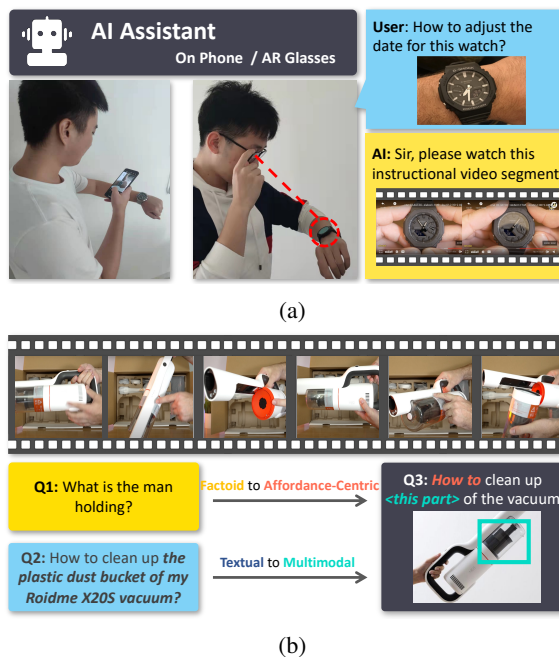 AI Assistant
On Phone / AR Glasses
User: How to adjust the
date for this watch?
AI: Sir, please watch this
instructional video segment
(a)
Q1: What is the man
holding?
Factoid to Affordance-Centric
Q3: How to clean up
<this part> of the vacuum
Q2: How to clean up the
plastic dust bucket of my
Roidme X20S vacuum?
Textual to Multimodal
(b)